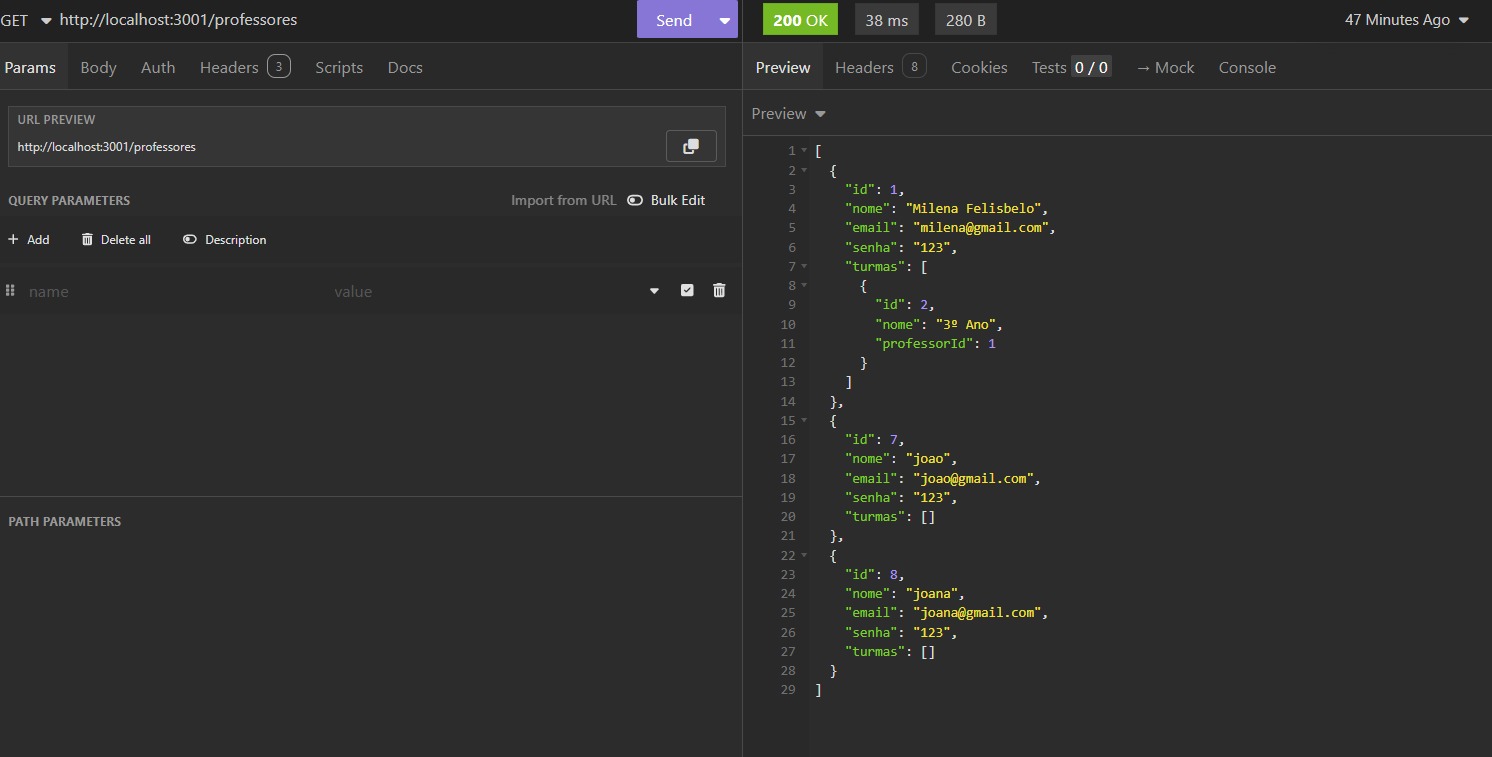 GET http://localhost:3001/professores Send
200 OK 38 ms 280 B 47 Minutes Ago
Params Body Auth Headers 3 Scripts Docs
Preview Headers 8 Cookies Tests 0 / 0 → Mock Console
URL PREVIEW
http://localhost:3001/professores
QUERY PARAMETERS Import from URL Bulk Edit
+ Add Delete all Description
name value
PATH PARAMETERS
Preview
1 [
2 {
3 "id": 1,
4 "nome": "Milena Felisbelo",
5 "email": "milena@gmail.com",
6 "senha": "123",
7 "turmas": [
8 {
9 "id": 2,
10 "nome": "3º Ano",
11 "professorId": 1
12 }
13 ]
14 },
15 {
16 "id": 7,
17 "nome": "joao",
18 "email": "joao@gmail.com",
19 "senha": "123",
20 "turmas": []
21 },
22 {
23 "id": 8,
24 "nome": "joana",
25 "email": "joana@gmail.com",
26 "senha": "123",
27 "turmas": []
28 }
29 ]